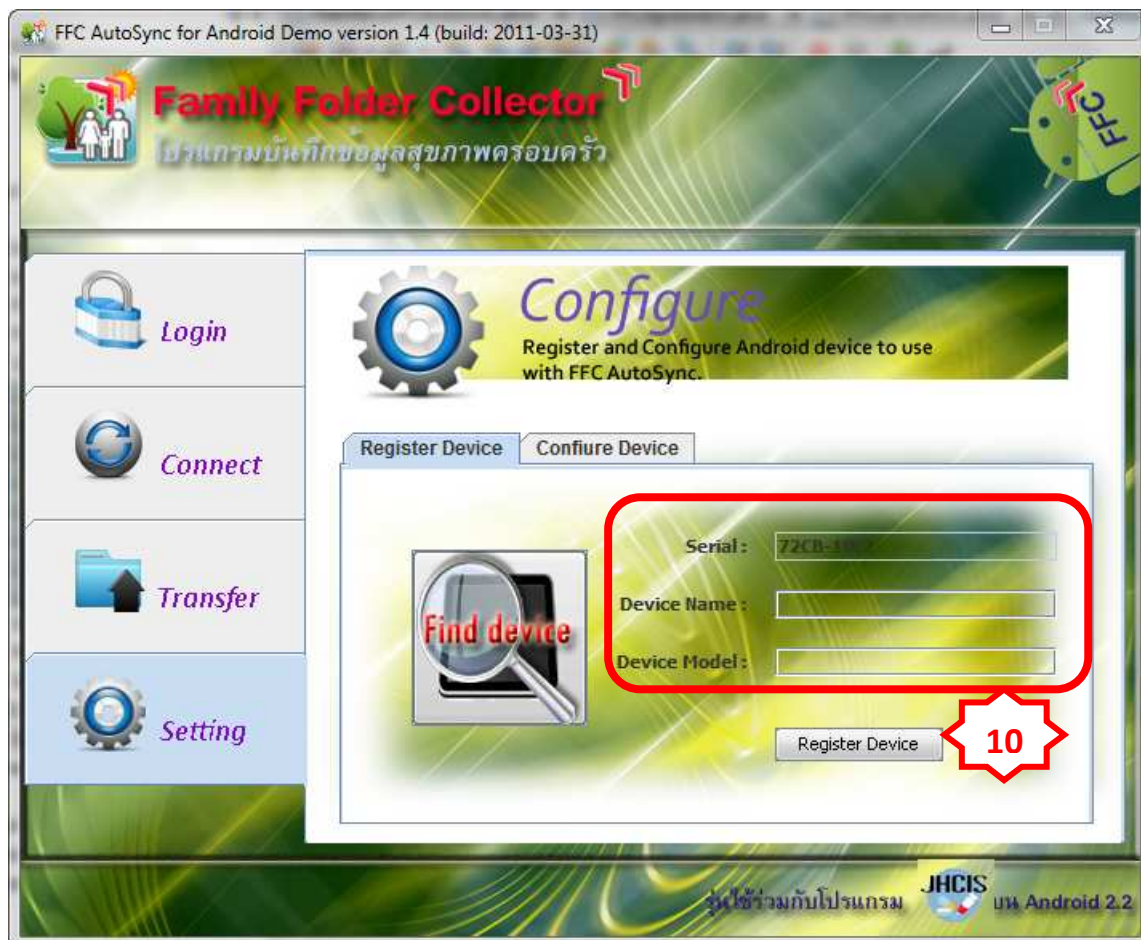 FFC AutoSync for Android Demo version 1.4 (build: 2011-03-31)
Family Folder Collector
โปรแกรมบันทึกข้อมูลสุขภาพครอบครัว
FFC
Login
Configure
Register and Configure Android device to use
with FFC AutoSync.
Connect
Register Device
Confiure Device
Serial :
Transfer
Find device
Device Name :
Device Model :
Setting
Register Device
10
รุ่นใช้ร่วมกับโปรแกรม JHCIS บน Android 2.2